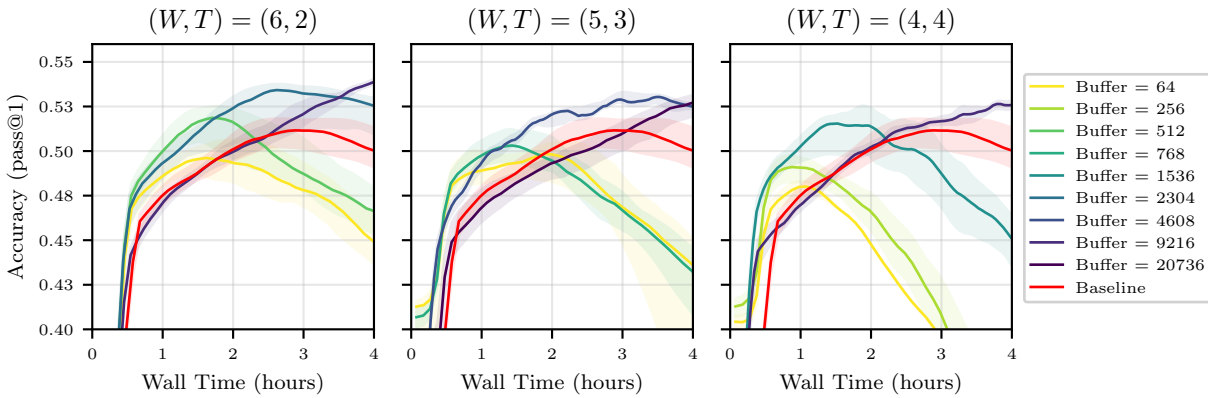 (W, T) = (6, 2)
(W, T) = (5, 3)
(W, T) = (4, 4)
Accuracy (pass@1)
0.55
0.53
0.50
0.48
0.45
0.43
0.40
0 1 2 3 4
0 1 2 3 4
0 1 2 3 4
Wall Time (hours)
Wall Time (hours)
Wall Time (hours)
Buffer = 64
Buffer = 256
Buffer = 512
Buffer = 768
Buffer = 1536
Buffer = 2304
Buffer = 4608
Buffer = 9216
Buffer = 20736
Baseline